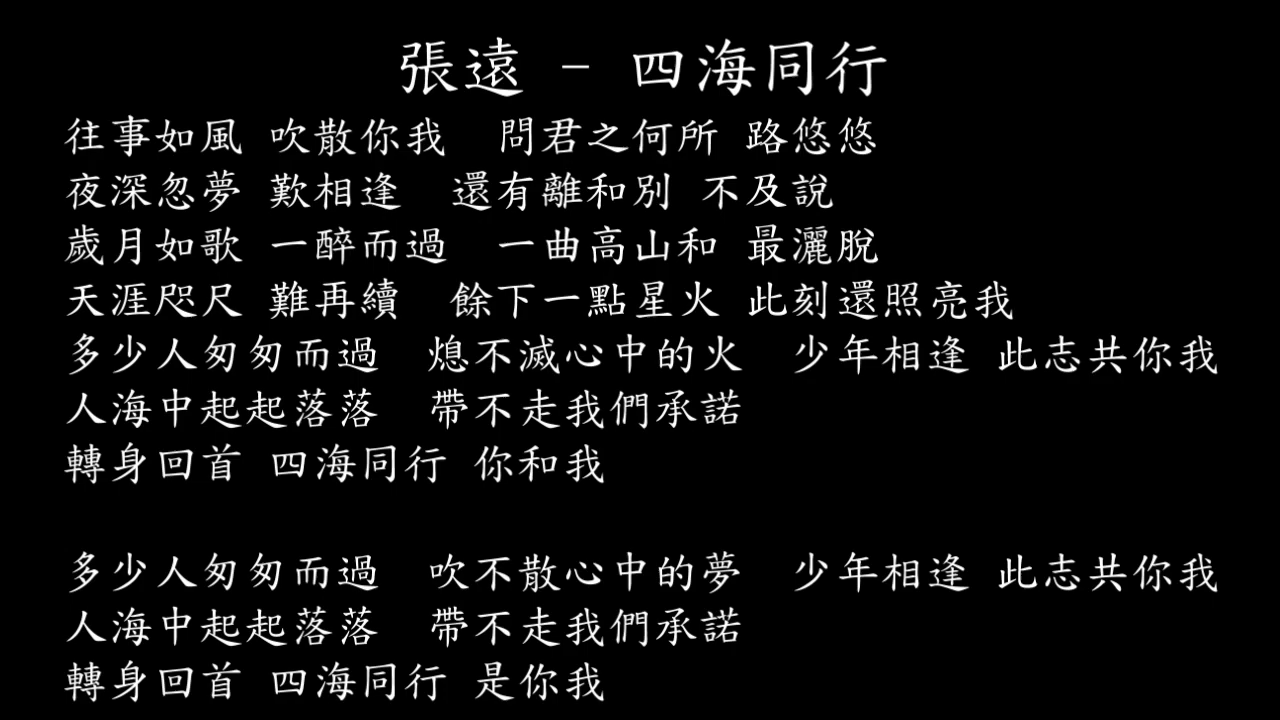 張遠 - 四海同行
往事如風 吹散你我 問君之何所 路悠悠
夜深忽夢 歎相逢 還有離和別 不及說
歲月如歌 一醉而過 一曲高山和 最灑脫
天涯咫尺 難再續 餘下一點星火 此刻還照亮我
多少人匆匆而過 熄不滅心中的火 少年相逢 此志共你我
人海中起起落落 帶不走我們承諾
轉身回首 四海同行 你和我
多少人匆匆而過 吹不散心中的夢 少年相逢 此志共你我
人海中起起落落 帶不走我們承諾
轉身回首 四海同行 是你我